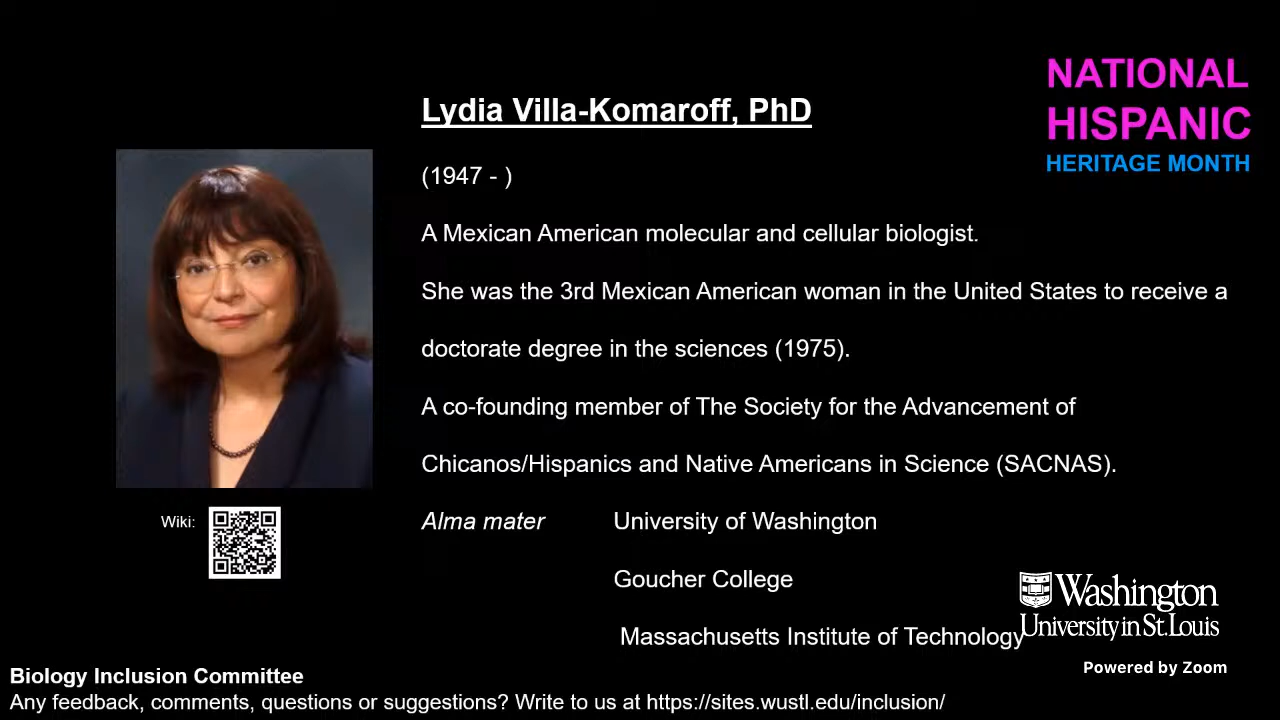 NATIONAL
HISPANIC
HERITAGE MONTH
Lydia Villa-Komaroff, PhD
(1947 - )
A Mexican American molecular and cellular biologist.
She was the 3rd Mexican American woman in the United States to receive a
doctorate degree in the sciences (1975).
A co-founding member of The Society for the Advancement of
Chicanos/Hispanics and Native Americans in Science (SACNAS).
Wiki:
Alma mater University of Washington
Goucher College
Massachusetts Institute of Technology
Washington
University in St. Louis
Powered by Zoom
Biology Inclusion Committee
Any feedback, comments, questions or suggestions? Write to us at https://sites.wustl.edu/inclusion/